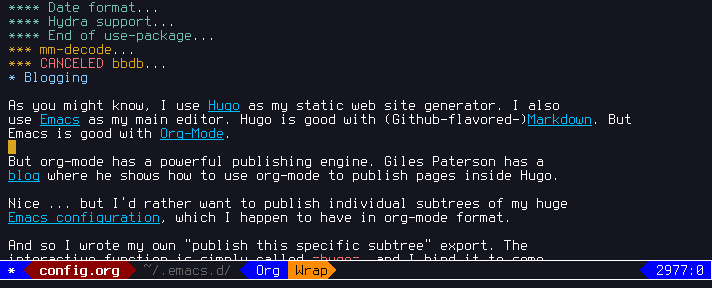 **** Date format...
**** Hydra support...
**** End of use-package...
*** mm-decode...
*** CANCELED bbdb...
* Blogging
As you might know, I use Hugo as my static web site generator. I also
use Emacs as my main editor. Hugo is good with (Github-flavored-)Markdown. But
Emacs is good with Org-Mode.
But org-mode has a powerful publishing engine. Giles Paterson has a
blog where he shows how to use org-mode to publish pages inside Hugo.
Nice ... but I'd rather want to publish individual subtrees of my huge
Emacs configuration, which I happen to have in org-mode format.
And so I wrote my own "publish this specific subtree" export. The
interactive function is simply called =hugo=, and I bind it to some
* config.org ~/.emacs.d/ Org Wrap 2977:0